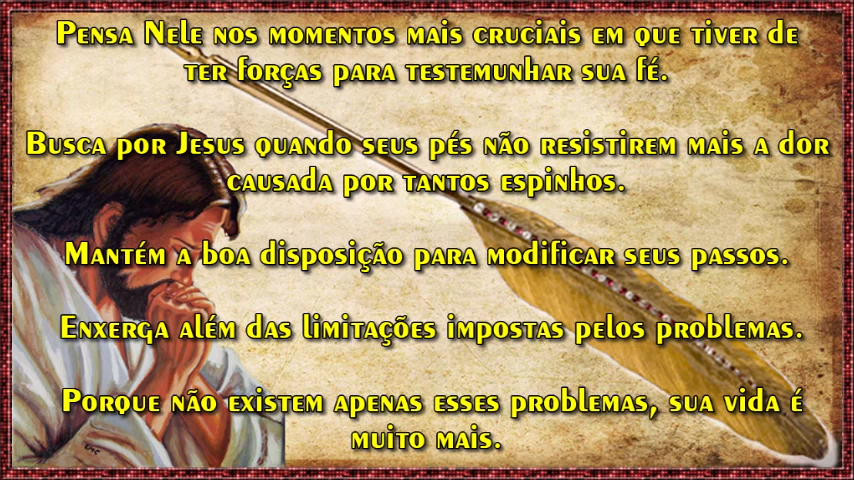 Pensa Nele nos momentos mais cruciais em que tiver de
ter forças para testemunhar sua fé.
Busca por Jesus quando seus pés não resistirem mais a dor
causada por tantos espinhos.
Mantém a boa disposição para modificar seus passos.
Enxerga além das limitações impostas pelos problemas.
Porque não existem apenas esses problemas, sua vida é
muito mais.